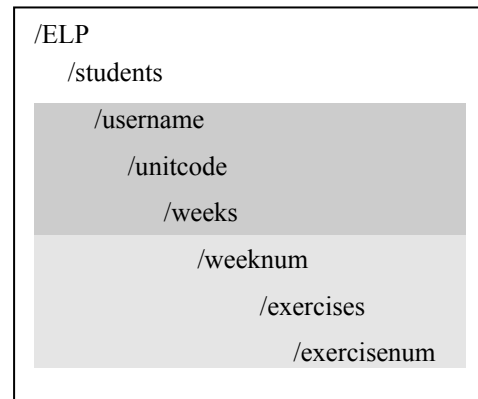 /ELP
/students
/username
/unitcode
/weeks
/weeknum
/exercises
/exercisenum